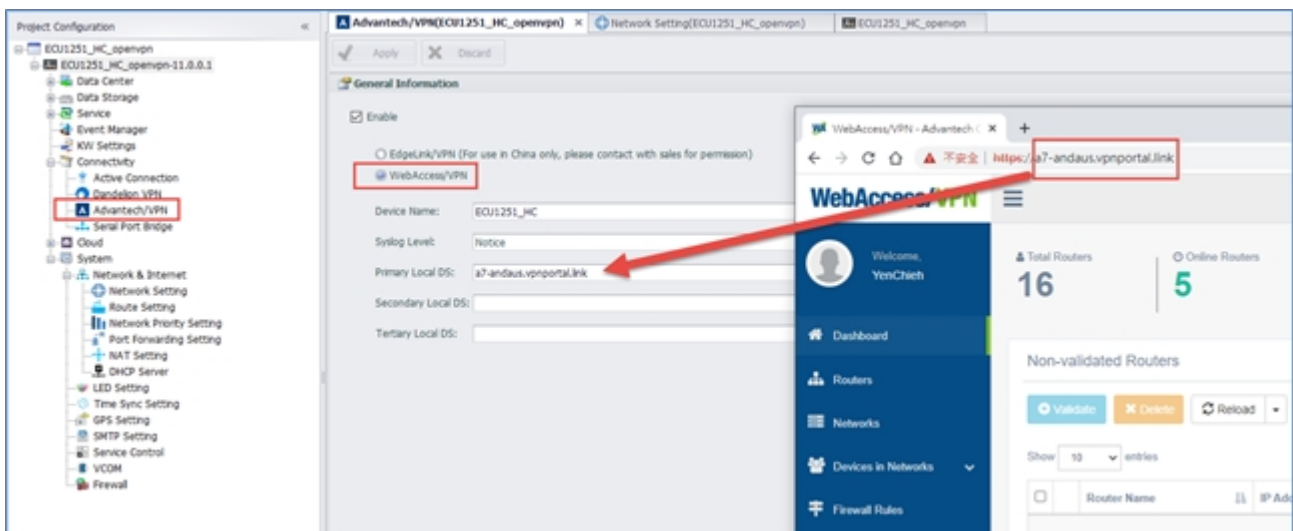 Project Configuration
ECU1251_HC_openvpn
ECU1251_HC_openvpn-11.0.0.1
Data Center
Data Storage
Service
Event Manager
KW Settings
Connectivity
Active Connection
Dandelion VPN
Advantech/VPN
Serial Port Bridge
Cloud
System
Network & Internet
Network Setting
Route Setting
Network Priority Setting
Port Forwarding Setting
NAT Setting
DHCP Server
LED Setting
Time Sync Setting
GPS Setting
SMTP Setting
Service Control
VCOM
Firewall
Advantech/VPN(ECU1251_HC_openvpn)
Network Setting(ECU1251_HC_openvpn)
ECU1251_HC_openvpn
Apply
Discard
General Information
Enable
EdgeLink/VPN (For use in China only, please contact with sales for permission)
WebAccess/VPN
Device Name: ECU1251_HC
Syslog Level: Notice
Primary Local DS: a7-andaus.vpnportal.link
Secondary Local DS:
Tertiary Local DS:
WebAccess/VPN - Advantech
不安全 https://a7-andaus.vpnportal.link
WebAccess/VPN
Welcome,
YenChieh
Dashboard
Routers
Networks
Devices in Networks
Firewall Rules
Total Routers
16
Online Routers
5
Non-validated Routers
Validate
Delete
Reload
Show 10 entries
Router Name
IP Add